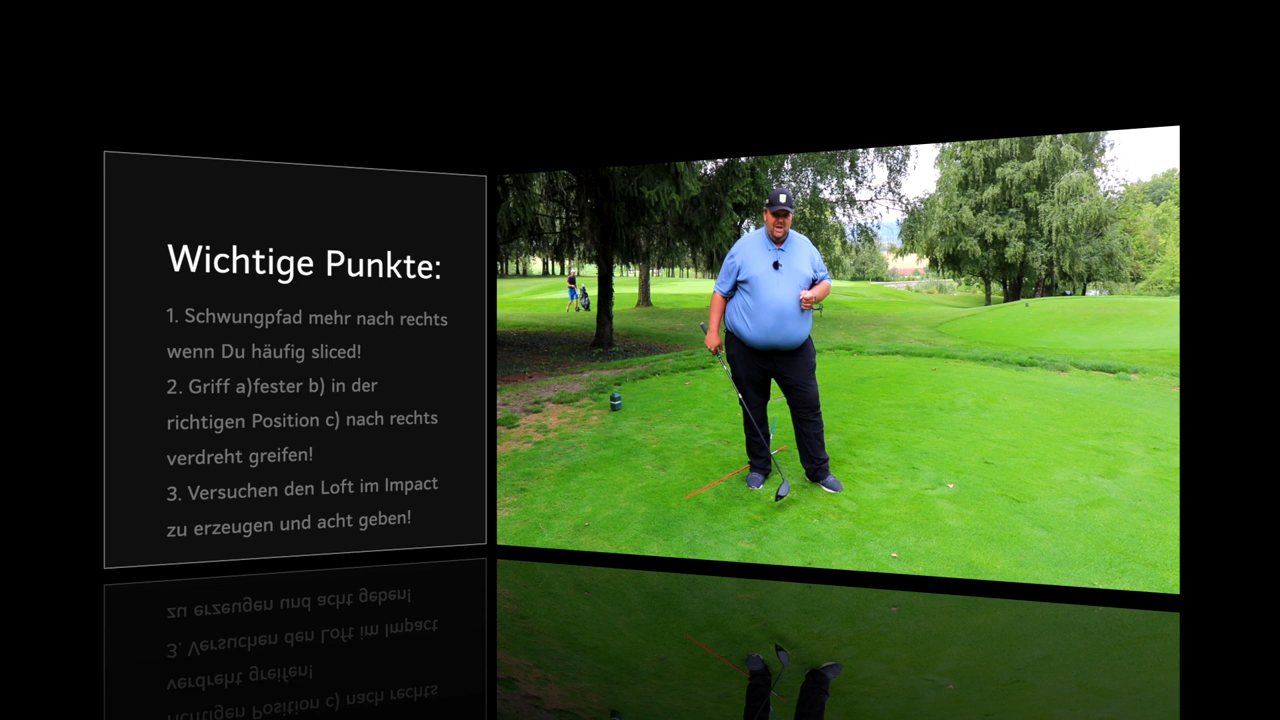 Wichtige Punkte:
1. Schwungpfad mehr nach rechts
wenn Du häufig sliced!
2. Griff a)fester b) in der
richtigen Position c) nach rechts
verdreht greifen!
3. Versuchen den Loft im Impact
zu erzeugen und acht geben!